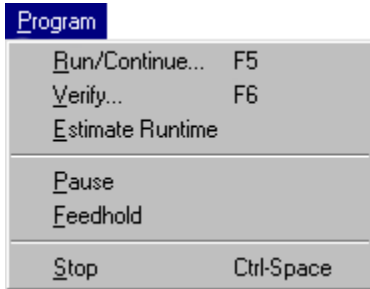 Program
Run/Continue... F5
Verify... F6
Estimate Runtime
Pause
Feedhold
Stop Ctrl-Space